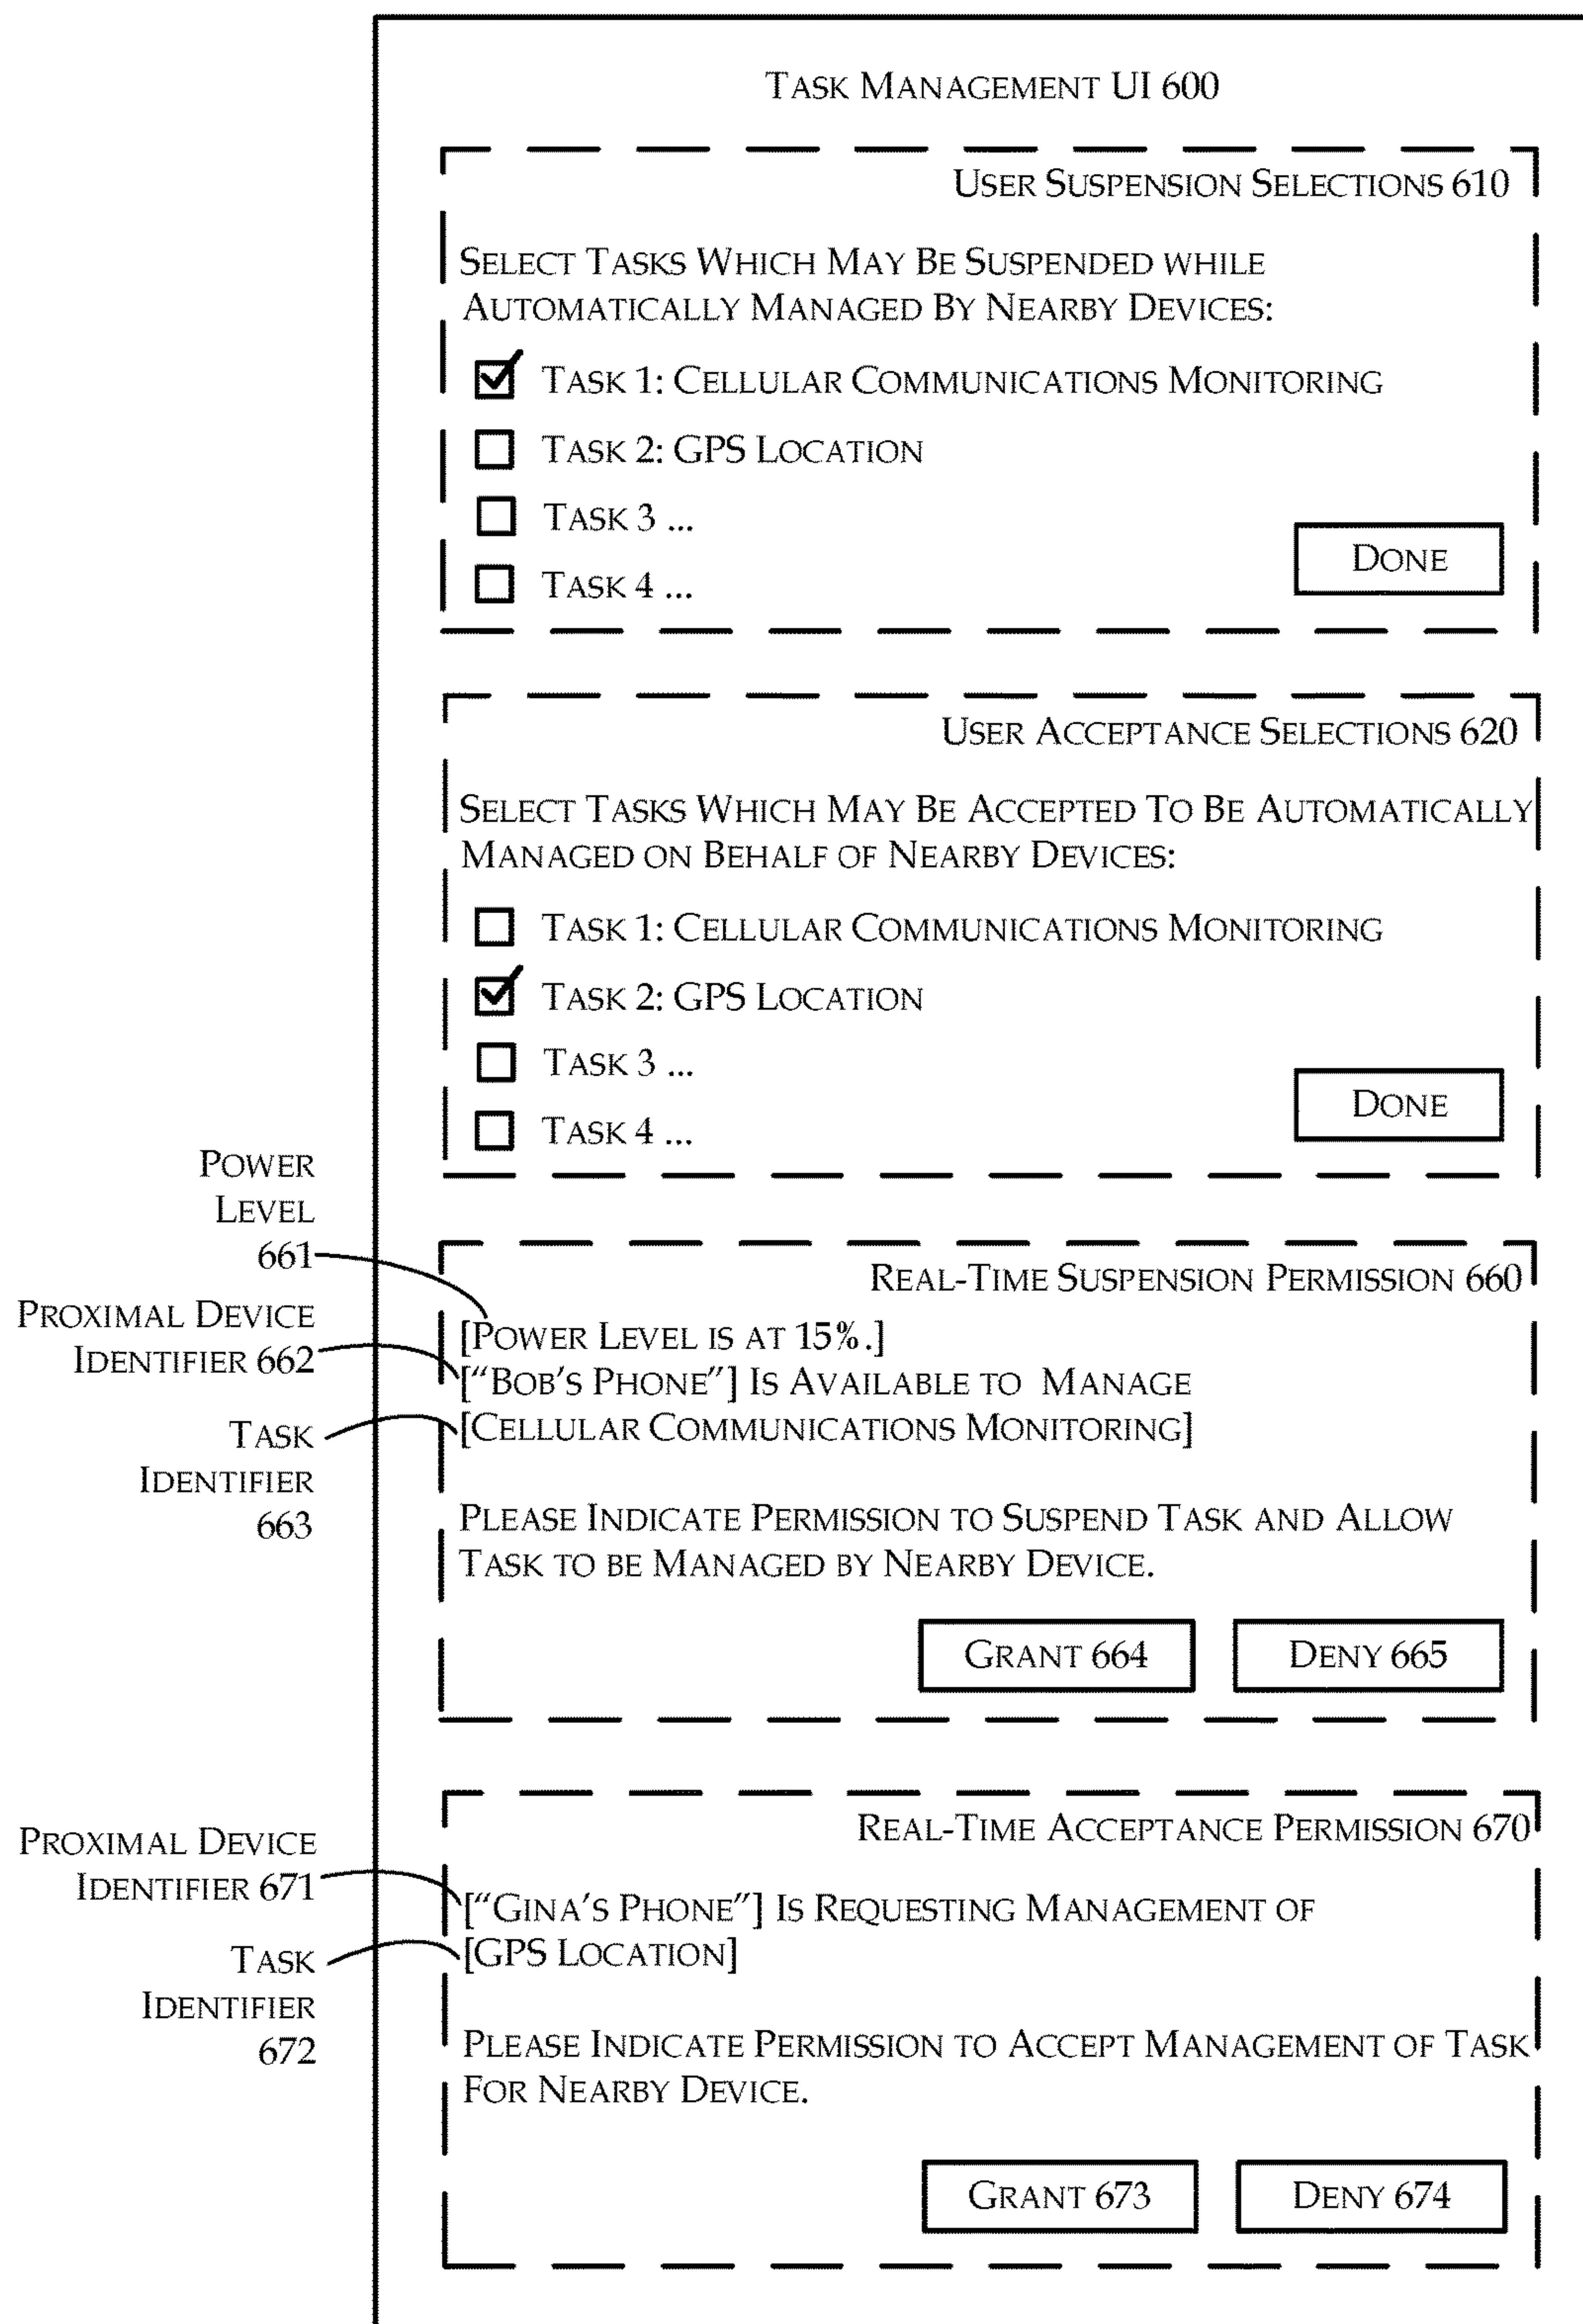 TASK MANAGEMENT UI 600
USER SUSPENSION SELECTIONS 610
SELECT TASKS WHICH MAY BE SUSPENDED WHILE
AUTOMATICALLY MANAGED BY NEARBY DEVICES:
TASK 1: CELLULAR COMMUNICATIONS MONITORING
TASK 2: GPS LOCATION
TASK 3 ...
TASK 4 ...
DONE
USER ACCEPTANCE SELECTIONS 620
SELECT TASKS WHICH MAY BE ACCEPTED TO BE AUTOMATICALLY
MANAGED ON BEHALF OF NEARBY DEVICES:
TASK 1: CELLULAR COMMUNICATIONS MONITORING
TASK 2: GPS LOCATION
TASK 3 ...
TASK 4 ...
DONE
POWER
LEVEL
661
PROXIMAL DEVICE
IDENTIFIER 662
TASK
IDENTIFIER
663
REAL-TIME SUSPENSION PERMISSION 660
[POWER LEVEL IS AT 15%.]
["BOB'S PHONE"] IS AVAILABLE TO MANAGE
[CELLULAR COMMUNICATIONS MONITORING]
PLEASE INDICATE PERMISSION TO SUSPEND TASK AND ALLOW
TASK TO BE MANAGED BY NEARBY DEVICE.
GRANT 664
DENY 665
PROXIMAL DEVICE
IDENTIFIER 671
TASK
IDENTIFIER
672
REAL-TIME ACCEPTANCE PERMISSION 670
["GINA'S PHONE"] IS REQUESTING MANAGEMENT OF
[GPS LOCATION]
PLEASE INDICATE PERMISSION TO ACCEPT MANAGEMENT OF TASK
FOR NEARBY DEVICE.
GRANT 673
DENY 674